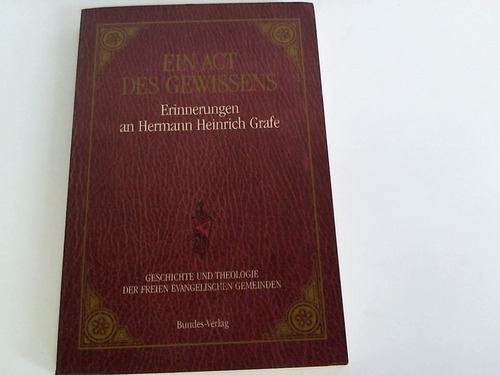 EIN ACT
DES GEWISSENS
Erinnerungen
an Hermann Heinrich Grafe
GESCHICHTE UND THEOLOGIE
DER FREIEN EVANGELISCHEN GEMEINDEN
Bundes-Verlag